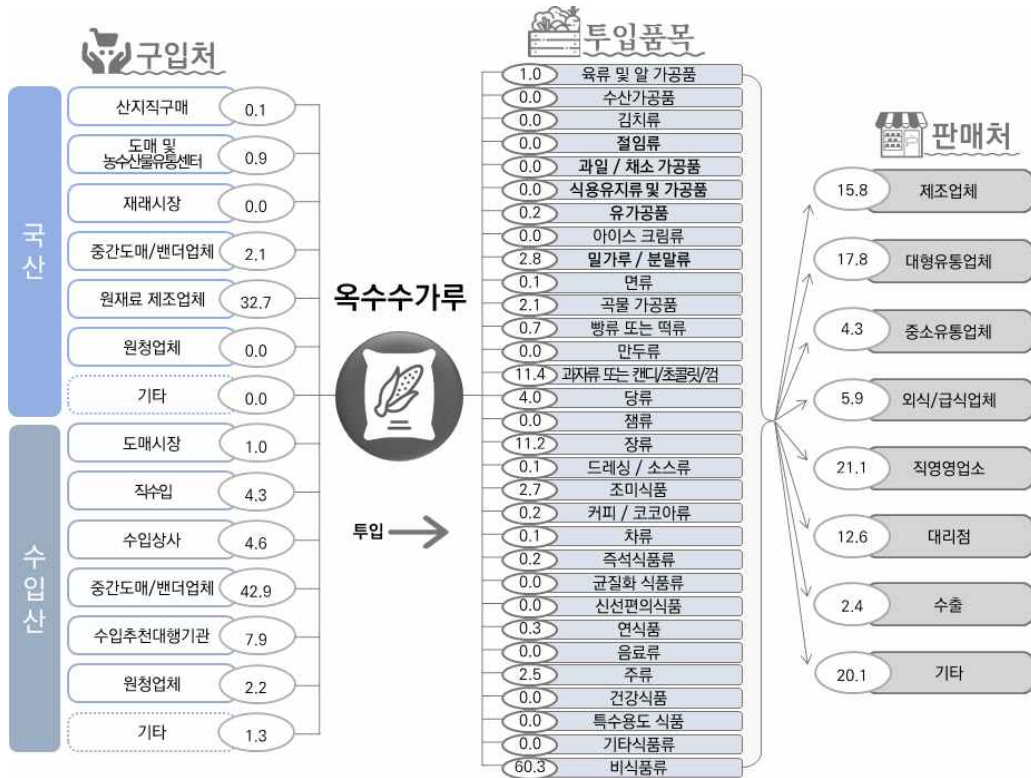 구입처
국산
산지직구매 0.1
도매 및
농수산물유통센터 0.9
재래시장 0.0
중간도매/밴더업체 2.1
원재료 제조업체 32.7
원청업체 0.0
기타 0.0
수입산
도매시장 1.0
직수입 4.3
수입상사 4.6
중간도매/밴더업체 42.9
수입추천대행기관 7.9
원청업체 2.2
기타 1.3
옥수수가루
투입
투입품목
1.0 육류 및 알 가공품
0.0 수산가공품
0.0 김치류
0.0 절임류
0.0 과일 / 채소 가공품
0.0 식용유지류 및 가공품
0.2 유가공품
0.0 아이스 크림류
2.8 밀가루 / 분말류
0.1 면류
2.1 곡물 가공품
0.7 빵류 또는 떡류
0.0 만두류
11.4 과자류 또는 캔디/초콜릿/껌
4.0 당류
0.0 잼류
11.2 장류
0.1 드레싱 / 소스류
2.7 조미식품
0.2 커피 / 코코아류
0.1 차류
0.2 즉석식품류
0.0 균질화 식품류
0.0 신선편의식품
0.3 연식품
0.0 음료류
2.5 주류
0.0 건강식품
0.0 특수용도 식품
0.0 기타식품류
60.3 비식품류
판매처
15.8 제조업체
17.8 대형유통업체
4.3 중소유통업체
5.9 외식/급식업체
21.1 직영영업소
12.6 대리점
2.4 수출
20.1 기타